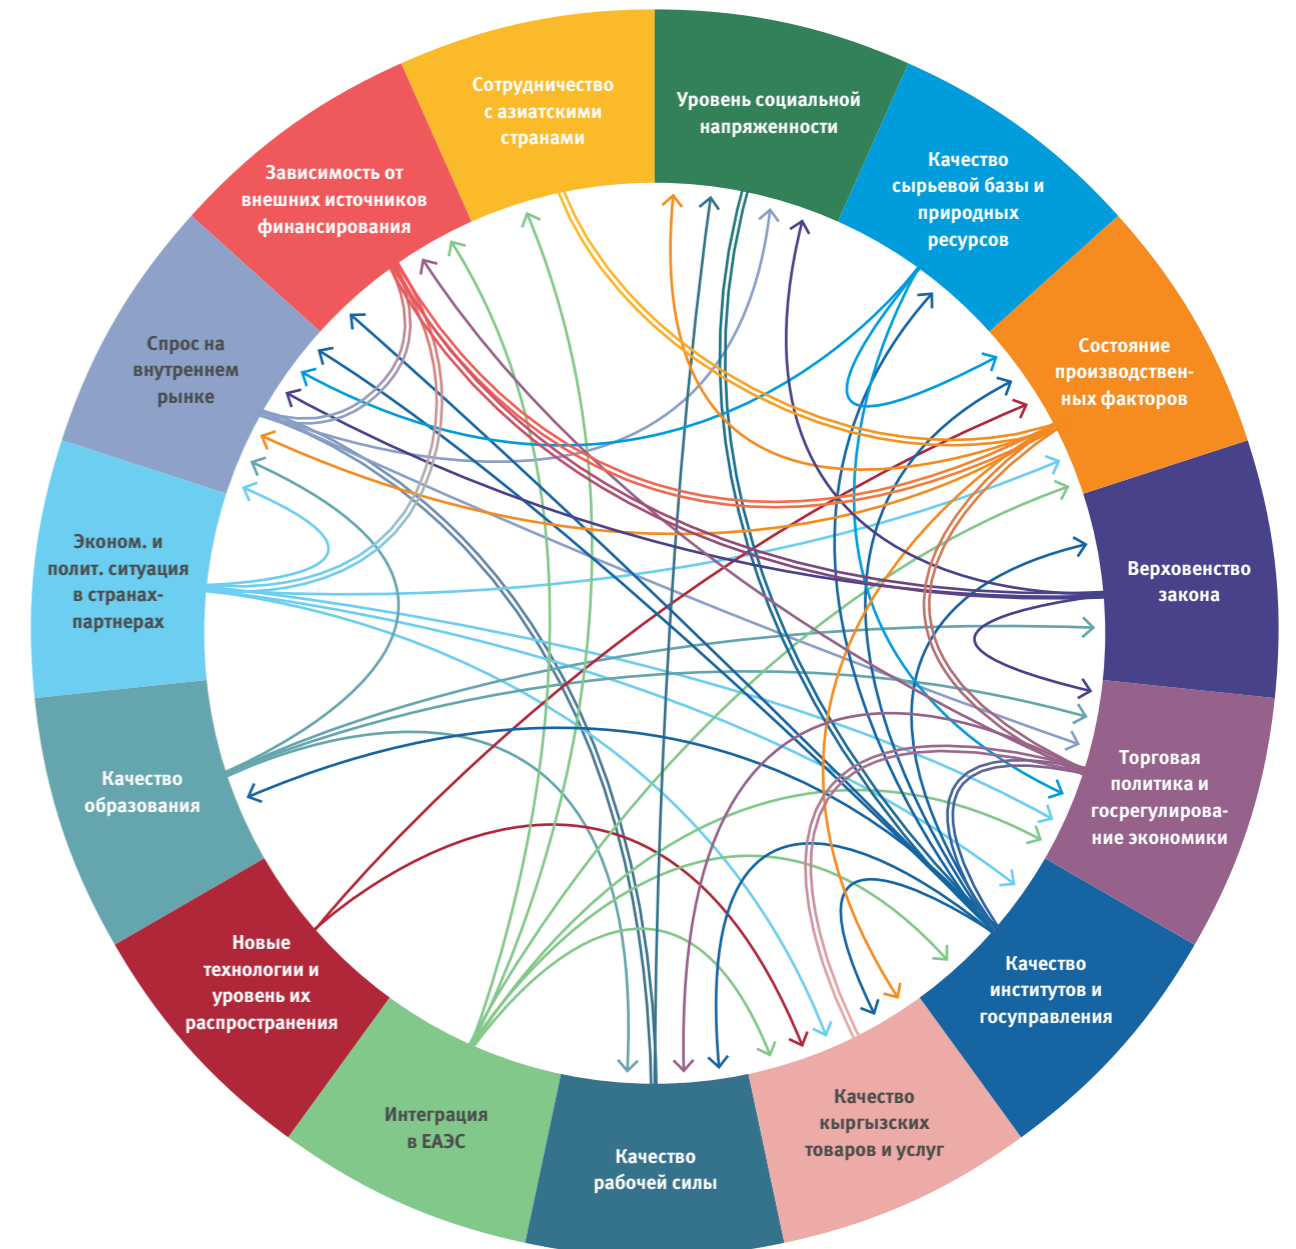 Сотрудничество
с азиатскими
странами
Уровень социальной
напряженности
Качество
сырьевой базы и
природных
ресурсов
Состояние
производствен-
ных факторов
Верховенство
закона
Торговая
политика и
госрегулирова-
ние экономики
Качество
институтов и
госуправления
Качество
кыргызских
товаров и услуг
Качество
рабочей силы
Интеграция
в ЕАЭС
Новые
технологии и
уровень их
распространения
Качество
образования
Эконом. и
полит. ситуация
в странах-
партнерах
Спрос на
внутреннем
рынке
Зависимость от
внешних источников
финансирования